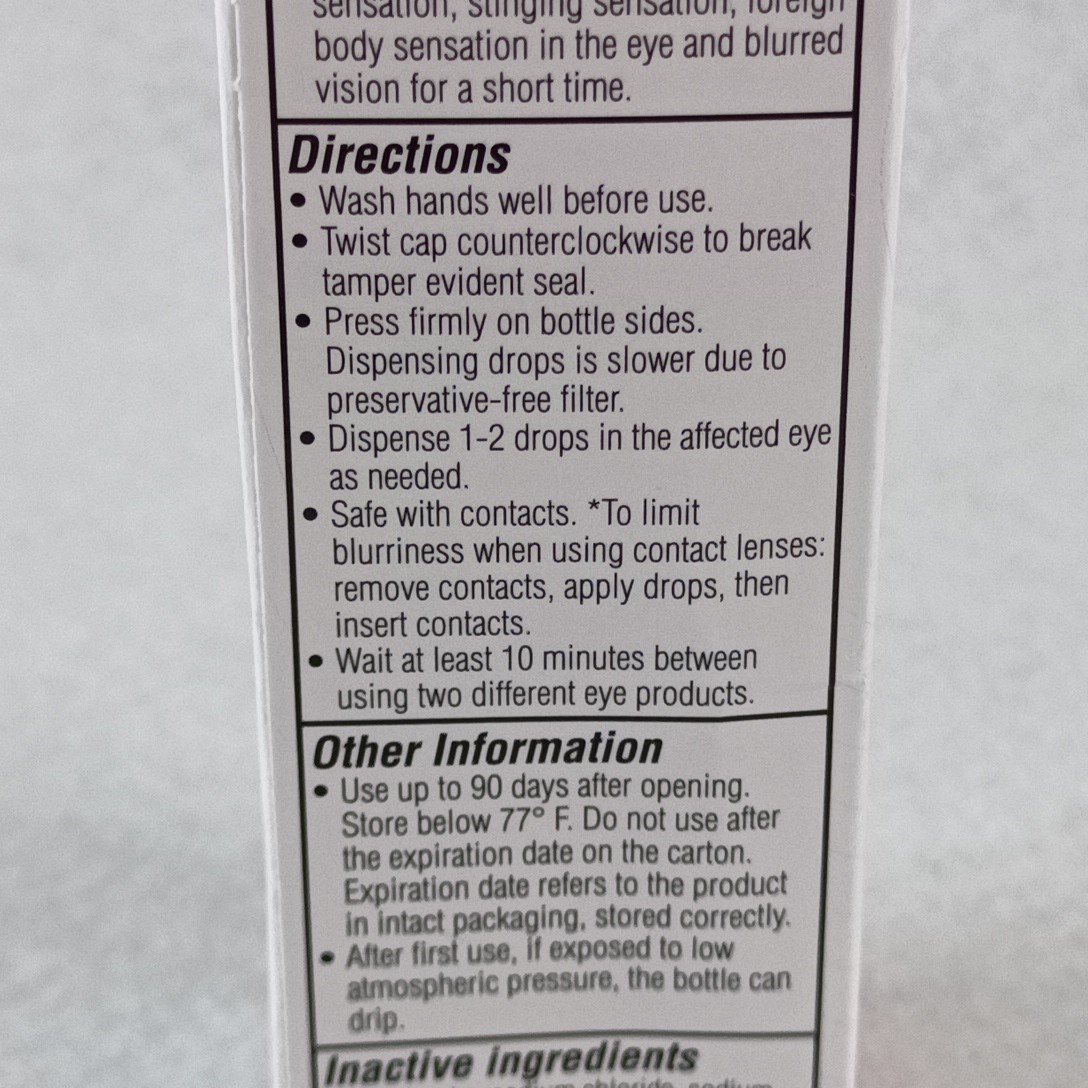 sensation, stinging sensation, foreign
body sensation in the eye and blurred
vision for a short time.
Directions
• Wash hands well before use.
• Twist cap counterclockwise to break
tamper evident seal.
• Press firmly on bottle sides.
Dispensing drops is slower due to
preservative-free filter.
• Dispense 1-2 drops in the affected eye
as needed.
• Safe with contacts. *To limit
blurriness when using contact lenses:
remove contacts, apply drops, then
insert contacts.
• Wait at least 10 minutes between
using two different eye products.
Other Information
• Use up to 90 days after opening.
Store below 77° F. Do not use after
the expiration date on the carton.
Expiration date refers to the product
in intact packaging, stored correctly.
• After first use, if exposed to low
atmospheric pressure, the bottle can
drip.
Inactive ingredients
chloride, sodium